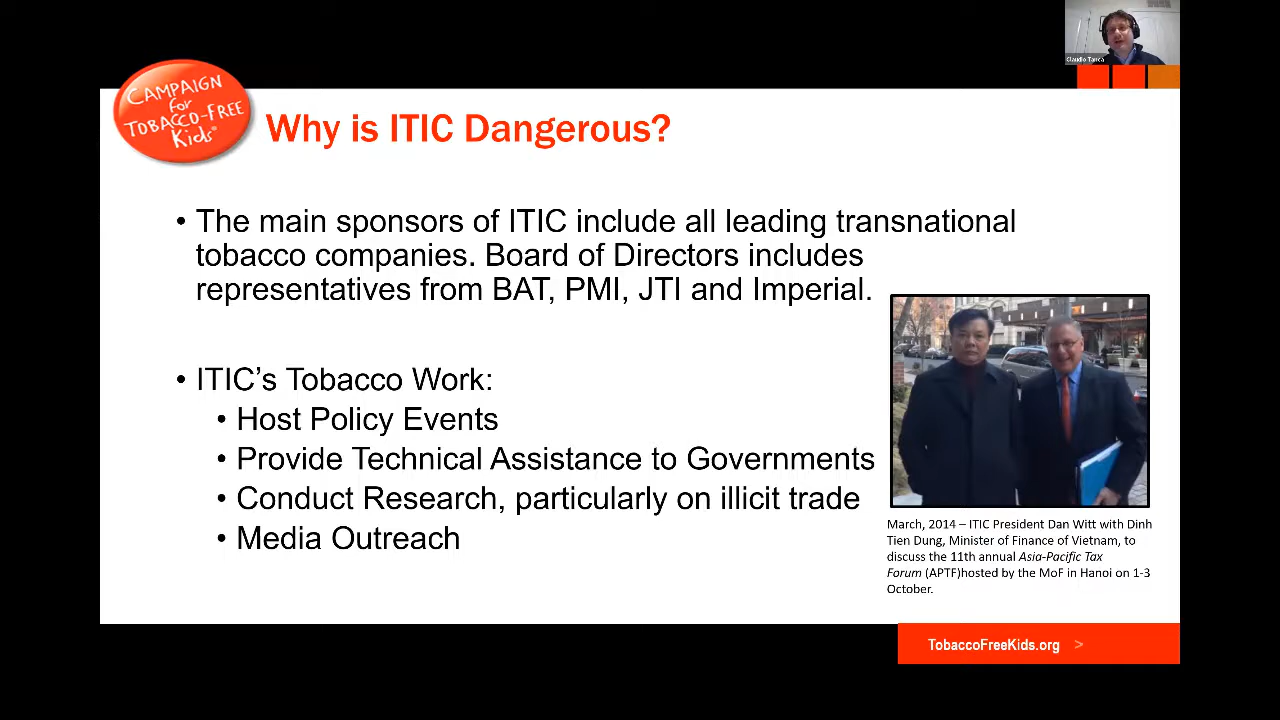 Claudio Tanca
CAMPAIGN
for
TOBACCO-FREE
Kids®
Why is ITIC Dangerous?
• The main sponsors of ITIC include all leading transnational
tobacco companies. Board of Directors includes
representatives from BAT, PMI, JTI and Imperial.
• ITIC’s Tobacco Work:
• Host Policy Events
• Provide Technical Assistance to Governments
• Conduct Research, particularly on illicit trade
• Media Outreach
March, 2014 – ITIC President Dan Witt with Dinh
Tien Dung, Minister of Finance of Vietnam, to
discuss the 11th annual Asia-Pacific Tax
Forum (APTF)hosted by the MoF in Hanoi on 1-3
October.
TobaccoFreeKids.org >